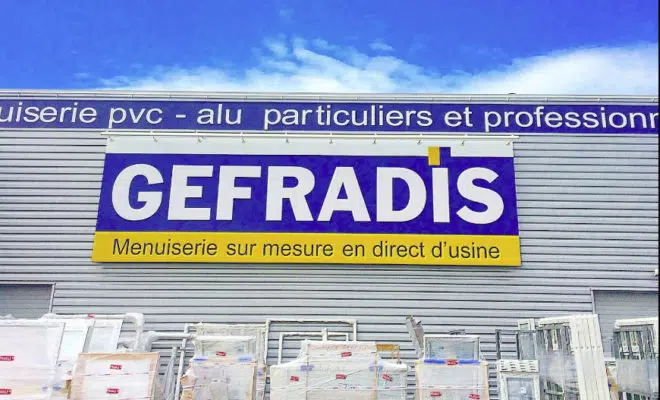 uiserie pvc - alu particuliers et professionn
GEFRADIS
Menuiserie sur mesure en direct d'usine